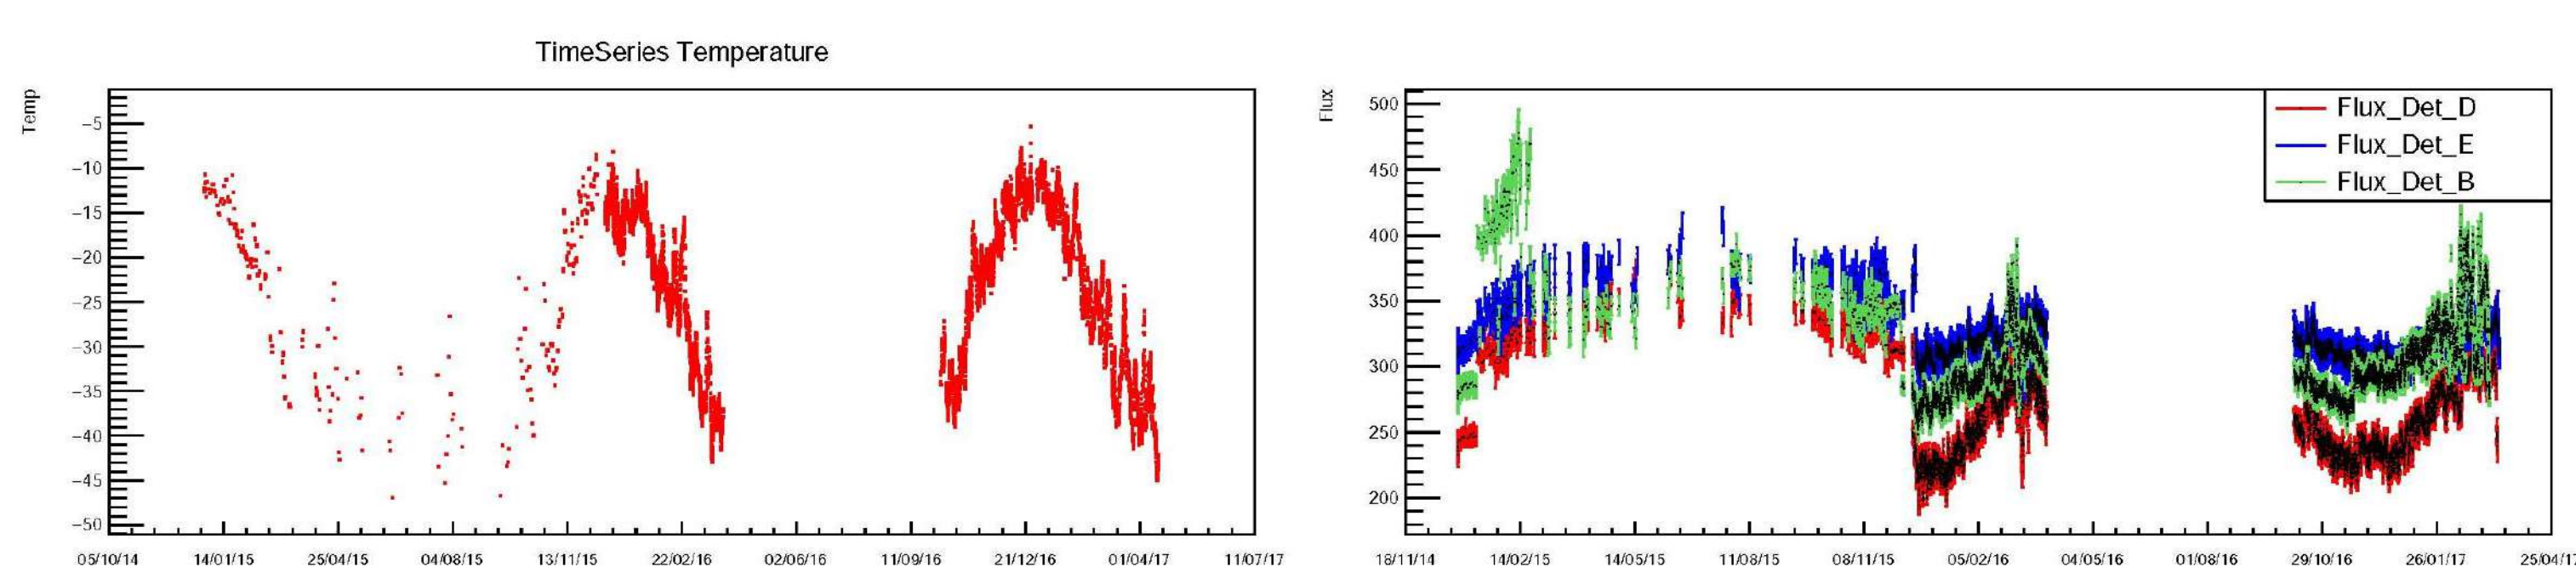 TimeSeries Temperature
Temp
−5
−10
−15
−20
−25
−30
−35
−40
−45
−50
05/10/14 14/01/15 25/04/15 04/08/15 13/11/15 22/02/16 02/06/16 11/09/16 21/12/16 01/04/17 11/07/17
Flux
500
450
400
350
300
250
200
Flux_Det_D
Flux_Det_E
Flux_Det_B
18/11/14 14/02/15 14/05/15 11/08/15 08/11/15 05/02/16 04/05/16 01/08/16 29/10/16 26/01/17 25/04/17